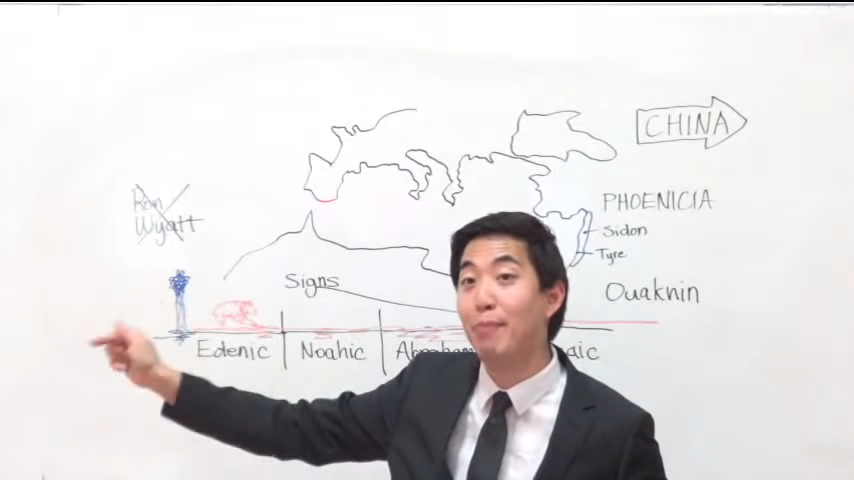 CHINA
Ron
Wyatt
PHOENICIA
Sidon
Tyre
Signs
Ouaknin
Edenic
Noahic